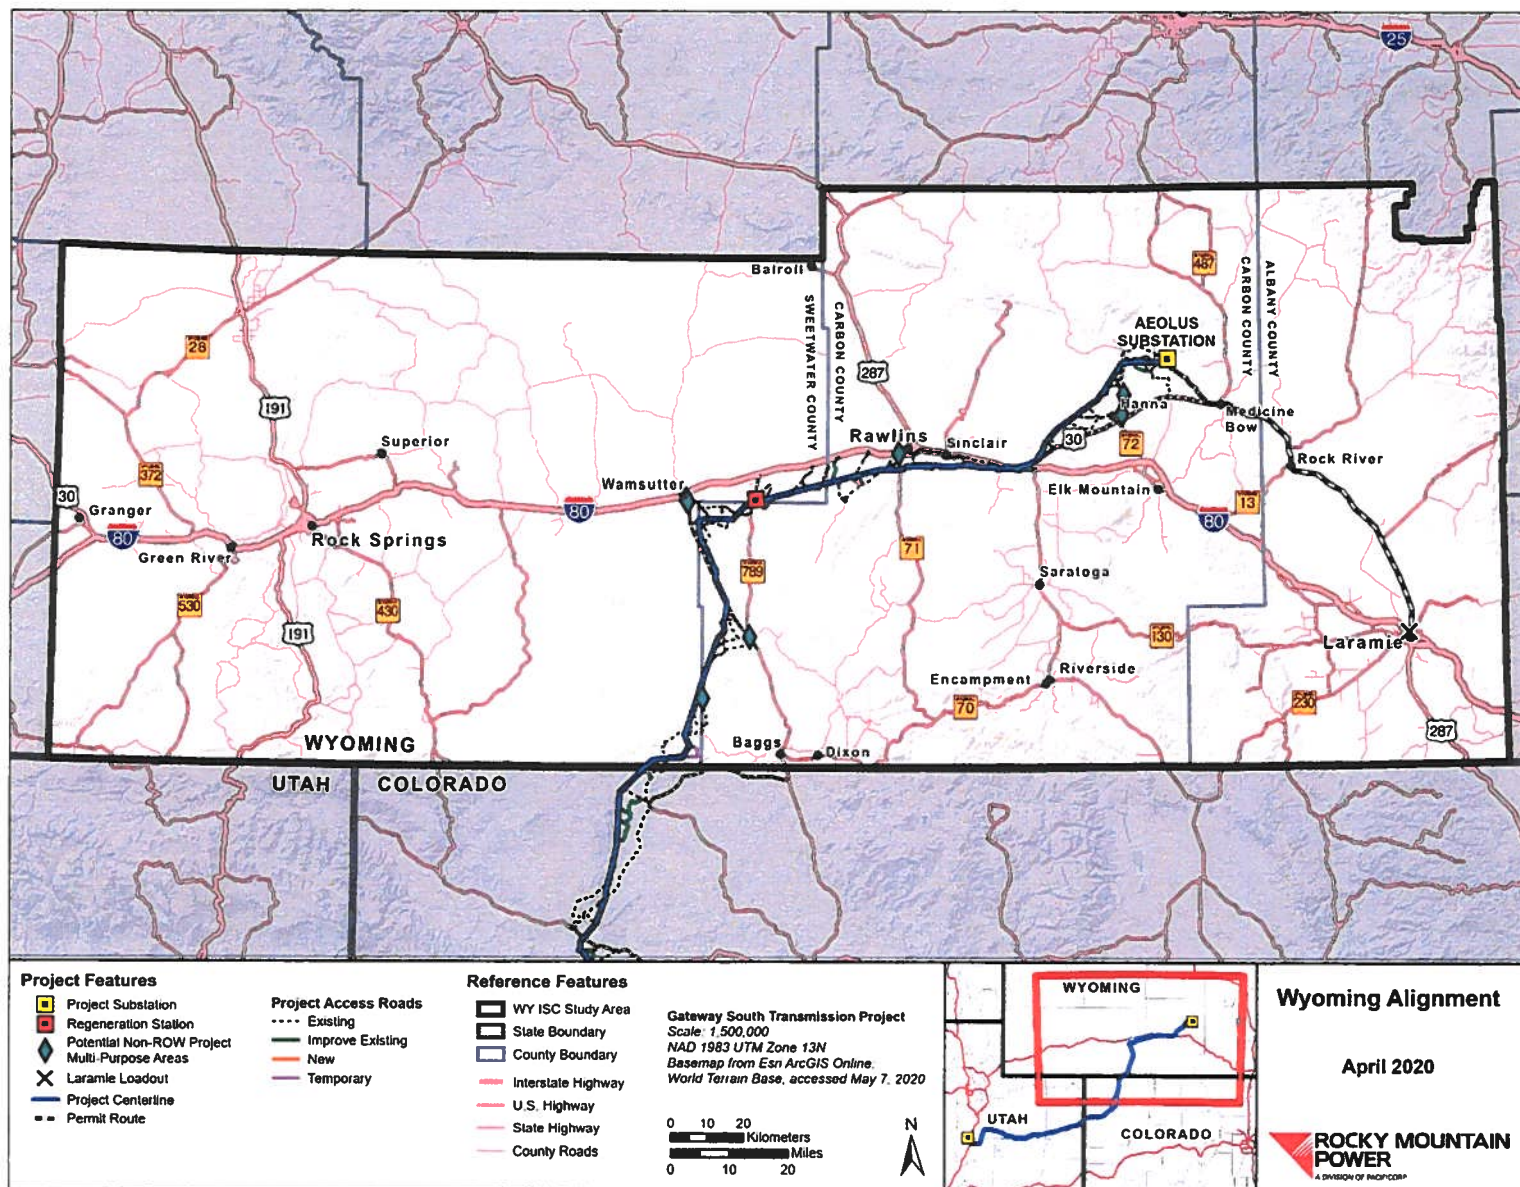 25
Bairoil
487
SWEETWATER COUNTY
CARBON COUNTY
CARBON COUNTY
ALBANY COUNTY
AEOLUS
SUBSTATION
28
287
191
Hanna
Medicine
Bow
Superior
Rawlins
Sinclair
30
72
Rock River
372
Wamsutter
30
Granger
80
Elk Mountain
13
80
80
Rock Springs
Green River
71
789
Saratoga
530
430
191
130
Laramie
Riverside
Encampment
70
230
287
WYOMING
Baggs
Dixon
UTAH
COLORADO
Project Features
Project Substation
Regeneration Station
Potential Non-ROW Project
Multi-Purpose Areas
Laramie Loadout
Project Centerline
Permit Route
Project Access Roads
Existing
Improve Existing
New
Temporary
Reference Features
WY ISC Study Area
State Boundary
County Boundary
Interstate Highway
U.S. Highway
State Highway
County Roads
Gateway South Transmission Project
Scale: 1:500,000
NAD 1983 UTM Zone 13N
Basemap from Esri ArcGIS Online.
World Terrain Base, accessed May 7, 2020
0 10 20
Kilometers
Miles
0 10 20
N
WYOMING
UTAH
COLORADO
Wyoming Alignment
April 2020
ROCKY MOUNTAIN
POWER
A DIVISION OF PACIFICORP